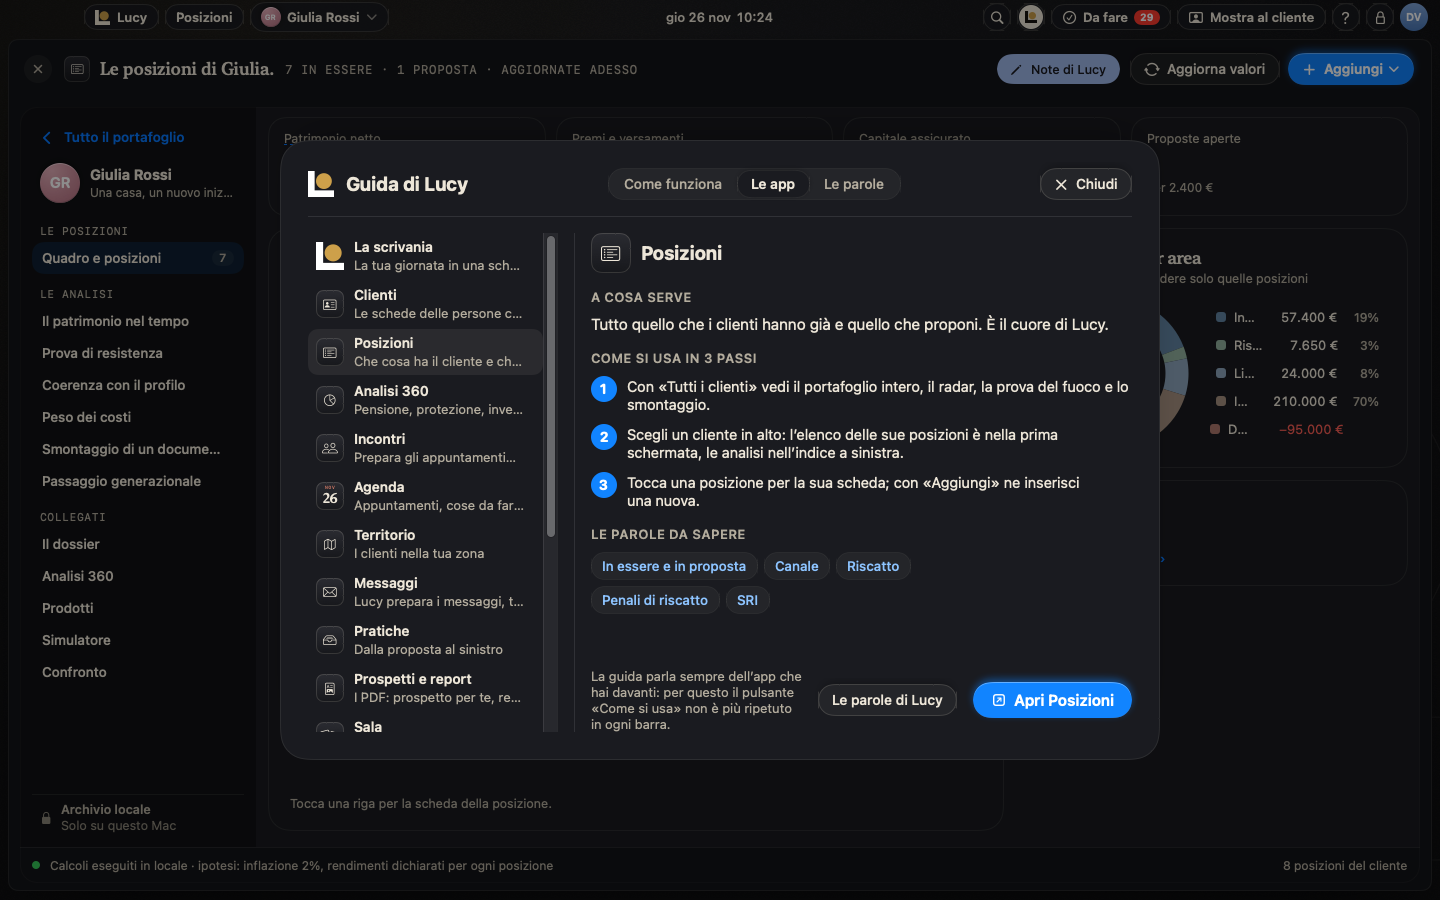 Lucy
Posizioni
GR Giulia Rossi
gio 26 nov 10:24
Da fare 29
Mostra al cliente
?
DV
Le posizioni di Giulia.
7 IN ESSERE · 1 PROPOSTA · AGGIORNATE ADESSO
Note di Lucy
Aggiorna valori
Aggiungi
Tutto il portafoglio
GR
Giulia Rossi
Una casa, un nuovo iniz...
LE POSIZIONI
Quadro e posizioni 7
LE ANALISI
Il patrimonio nel tempo
Prova di resistenza
Coerenza con il profilo
Peso dei costi
Smontaggio di un docume...
Passaggio generazionale
COLLEGATI
Il dossier
Analisi 360
Prodotti
Simulatore
Confronto
Archivio locale
Solo su questo Mac
Patrimonio netto
Premi e versamenti
Capitale assicurato
Proposte aperte
r 2.400 €
r area
dere solo quelle posizioni
In... 57.400 € 19%
Ris... 7.650 € 3%
Li... 24.000 € 8%
I... 210.000 € 70%
D... −95.000 €
Guida di Lucy
Come funziona
Le app
Le parole
Chiudi
La scrivania
La tua giornata in una sch...
Clienti
Le schede delle persone c...
Posizioni
Che cosa ha il cliente e ch...
Analisi 360
Pensione, protezione, inve...
Incontri
Prepara gli appuntamenti...
NOV
26
Agenda
Appuntamenti, cose da far...
Territorio
I clienti nella tua zona
Messaggi
Lucy prepara i messaggi, t...
Pratiche
Dalla proposta al sinistro
Prospetti e report
I PDF: prospetto per te, re...
Sala
Posizioni
A COSA SERVE
Tutto quello che i clienti hanno già e quello che proponi. È il cuore di Lucy.
COME SI USA IN 3 PASSI
1 Con «Tutti i clienti» vedi il portafoglio intero, il radar, la prova del fuoco e lo
smontaggio.
2 Scegli un cliente in alto: l'elenco delle sue posizioni è nella prima
schermata, le analisi nell'indice a sinistra.
3 Tocca una posizione per la sua scheda; con «Aggiungi» ne inserisci
una nuova.
LE PAROLE DA SAPERE
In essere e in proposta
Canale
Riscatto
Penali di riscatto
SRI
La guida parla sempre dell'app che
hai davanti: per questo il pulsante
«Come si usa» non è più ripetuto
in ogni barra.
Le parole di Lucy
Apri Posizioni
Tocca una riga per la scheda della posizione.
Calcoli eseguiti in locale · ipotesi: inflazione 2%, rendimenti dichiarati per ogni posizione
8 posizioni del cliente